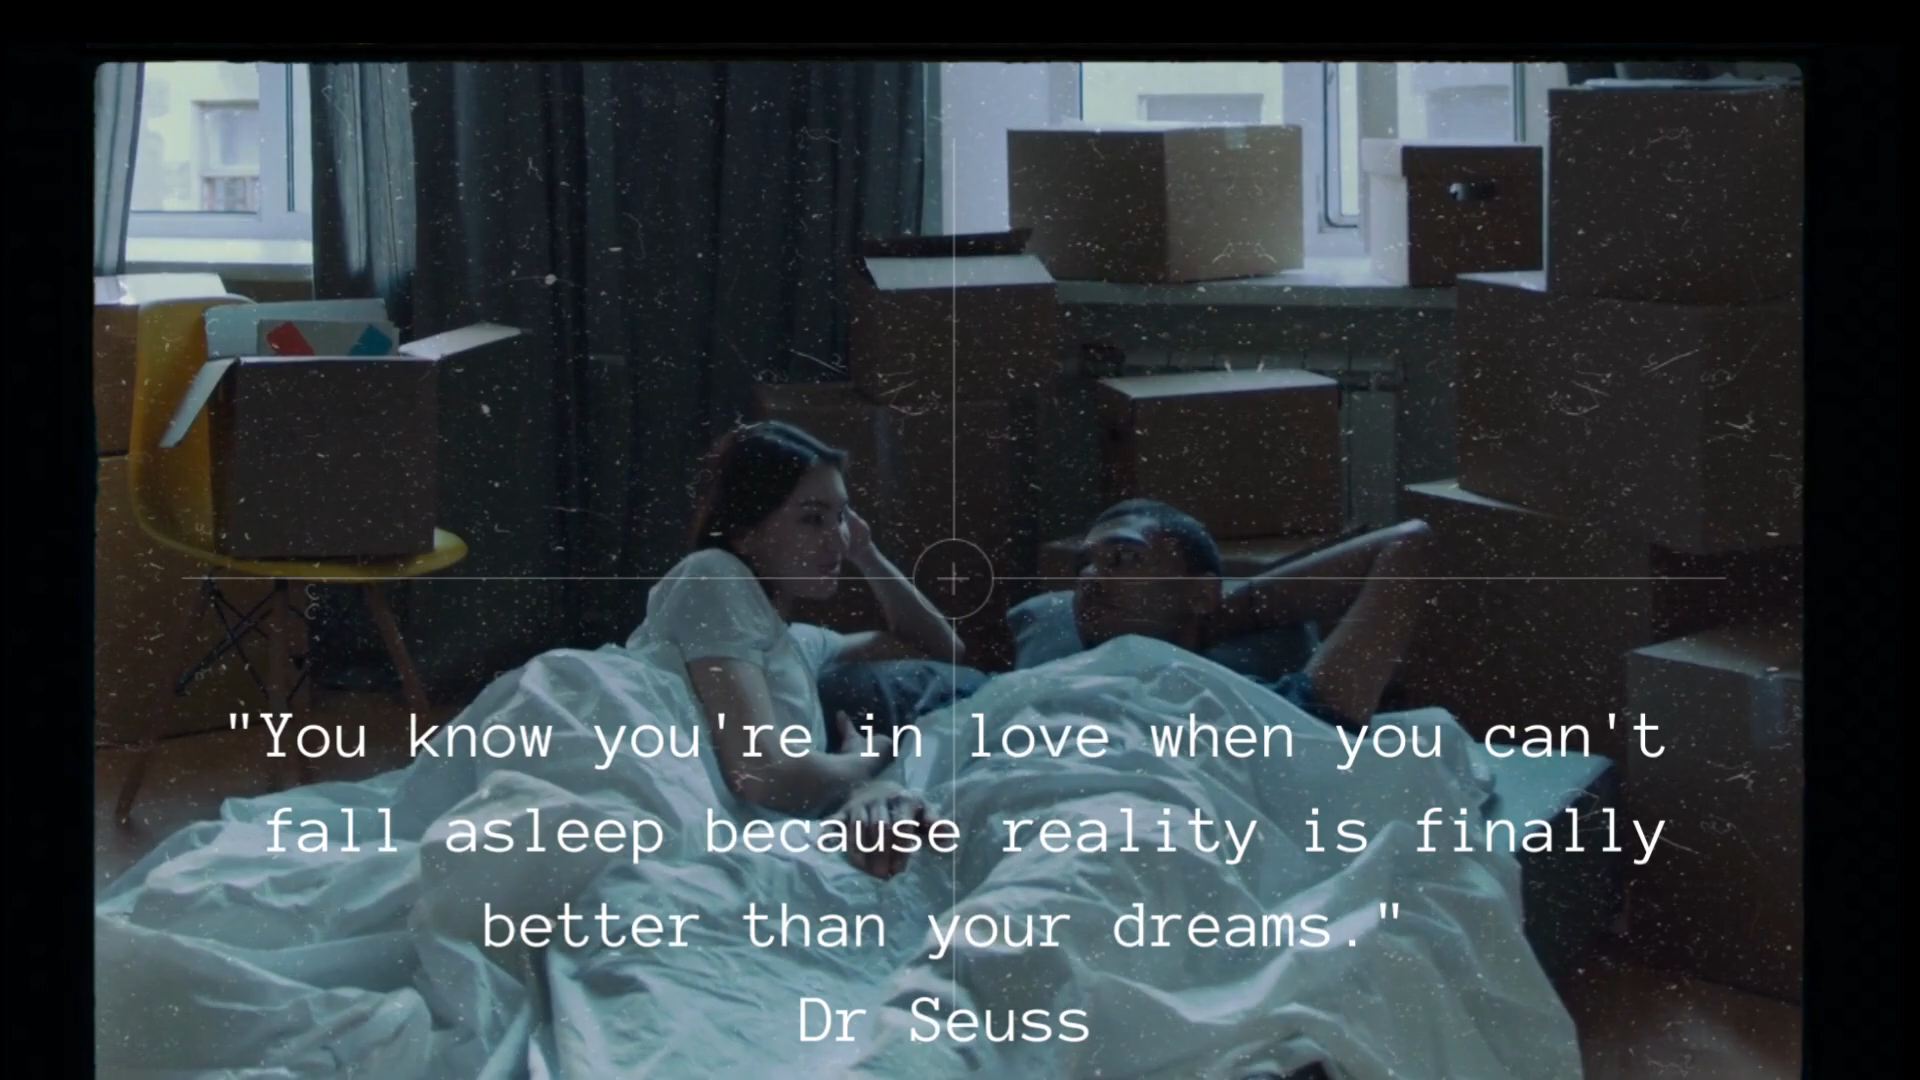 "You know you're in love when you can't
fall asleep because reality is finally
better than your dreams."
Dr Seuss